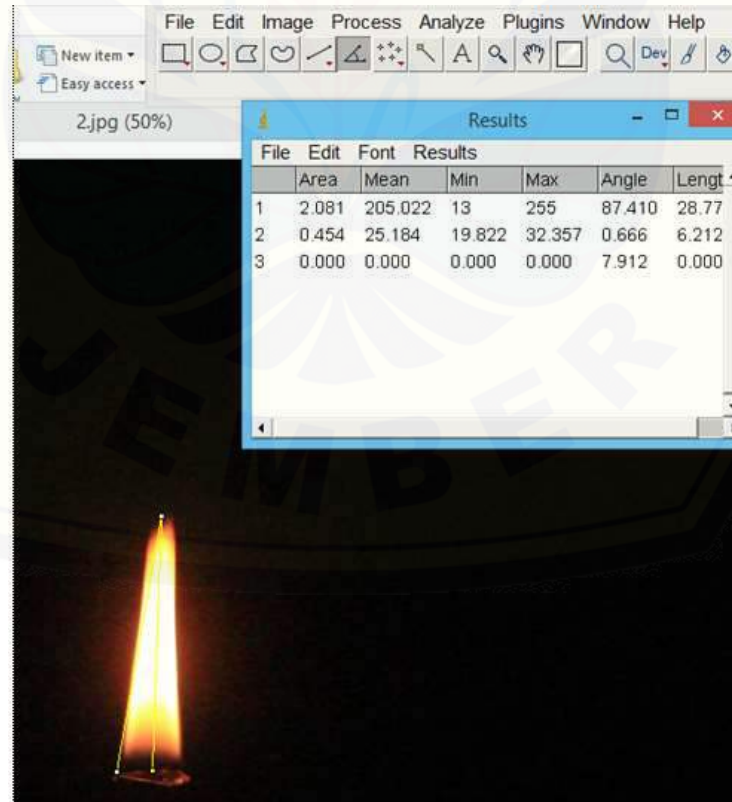 File Edit Image Process Analyze Plugins Window Help
New item
Easy access
A Dev
2.jpg (50%)
Results
File Edit Font Results
Area Mean Min Max Angle Lengt
1 2.081 205.022 13 255 87.410 28.77
2 0.454 25.184 19.822 32.357 0.666 6.212
3 0.000 0.000 0.000 0.000 7.912 0.000
JEMBER